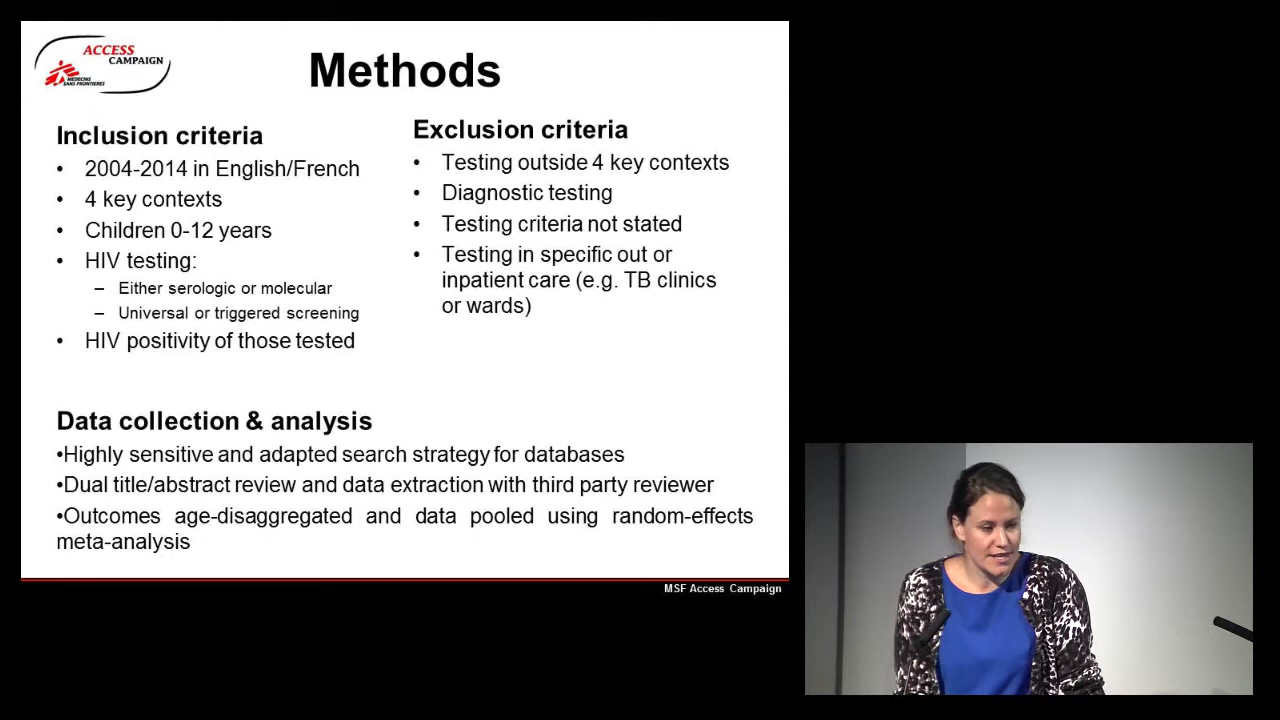 ACCESS
CAMPAIGN
MEDECINS
SANS FRONTIERES
Methods
Inclusion criteria
• 2004-2014 in English/French
• 4 key contexts
• Children 0-12 years
• HIV testing:
– Either serologic or molecular
– Universal or triggered screening
• HIV positivity of those tested
Exclusion criteria
• Testing outside 4 key contexts
• Diagnostic testing
• Testing criteria not stated
• Testing in specific out or
inpatient care (e.g. TB clinics
or wards)
Data collection & analysis
•Highly sensitive and adapted search strategy for databases
•Dual title/abstract review and data extraction with third party reviewer
•Outcomes age-disaggregated and data pooled using random-effects
meta-analysis
MSF Access Campaign